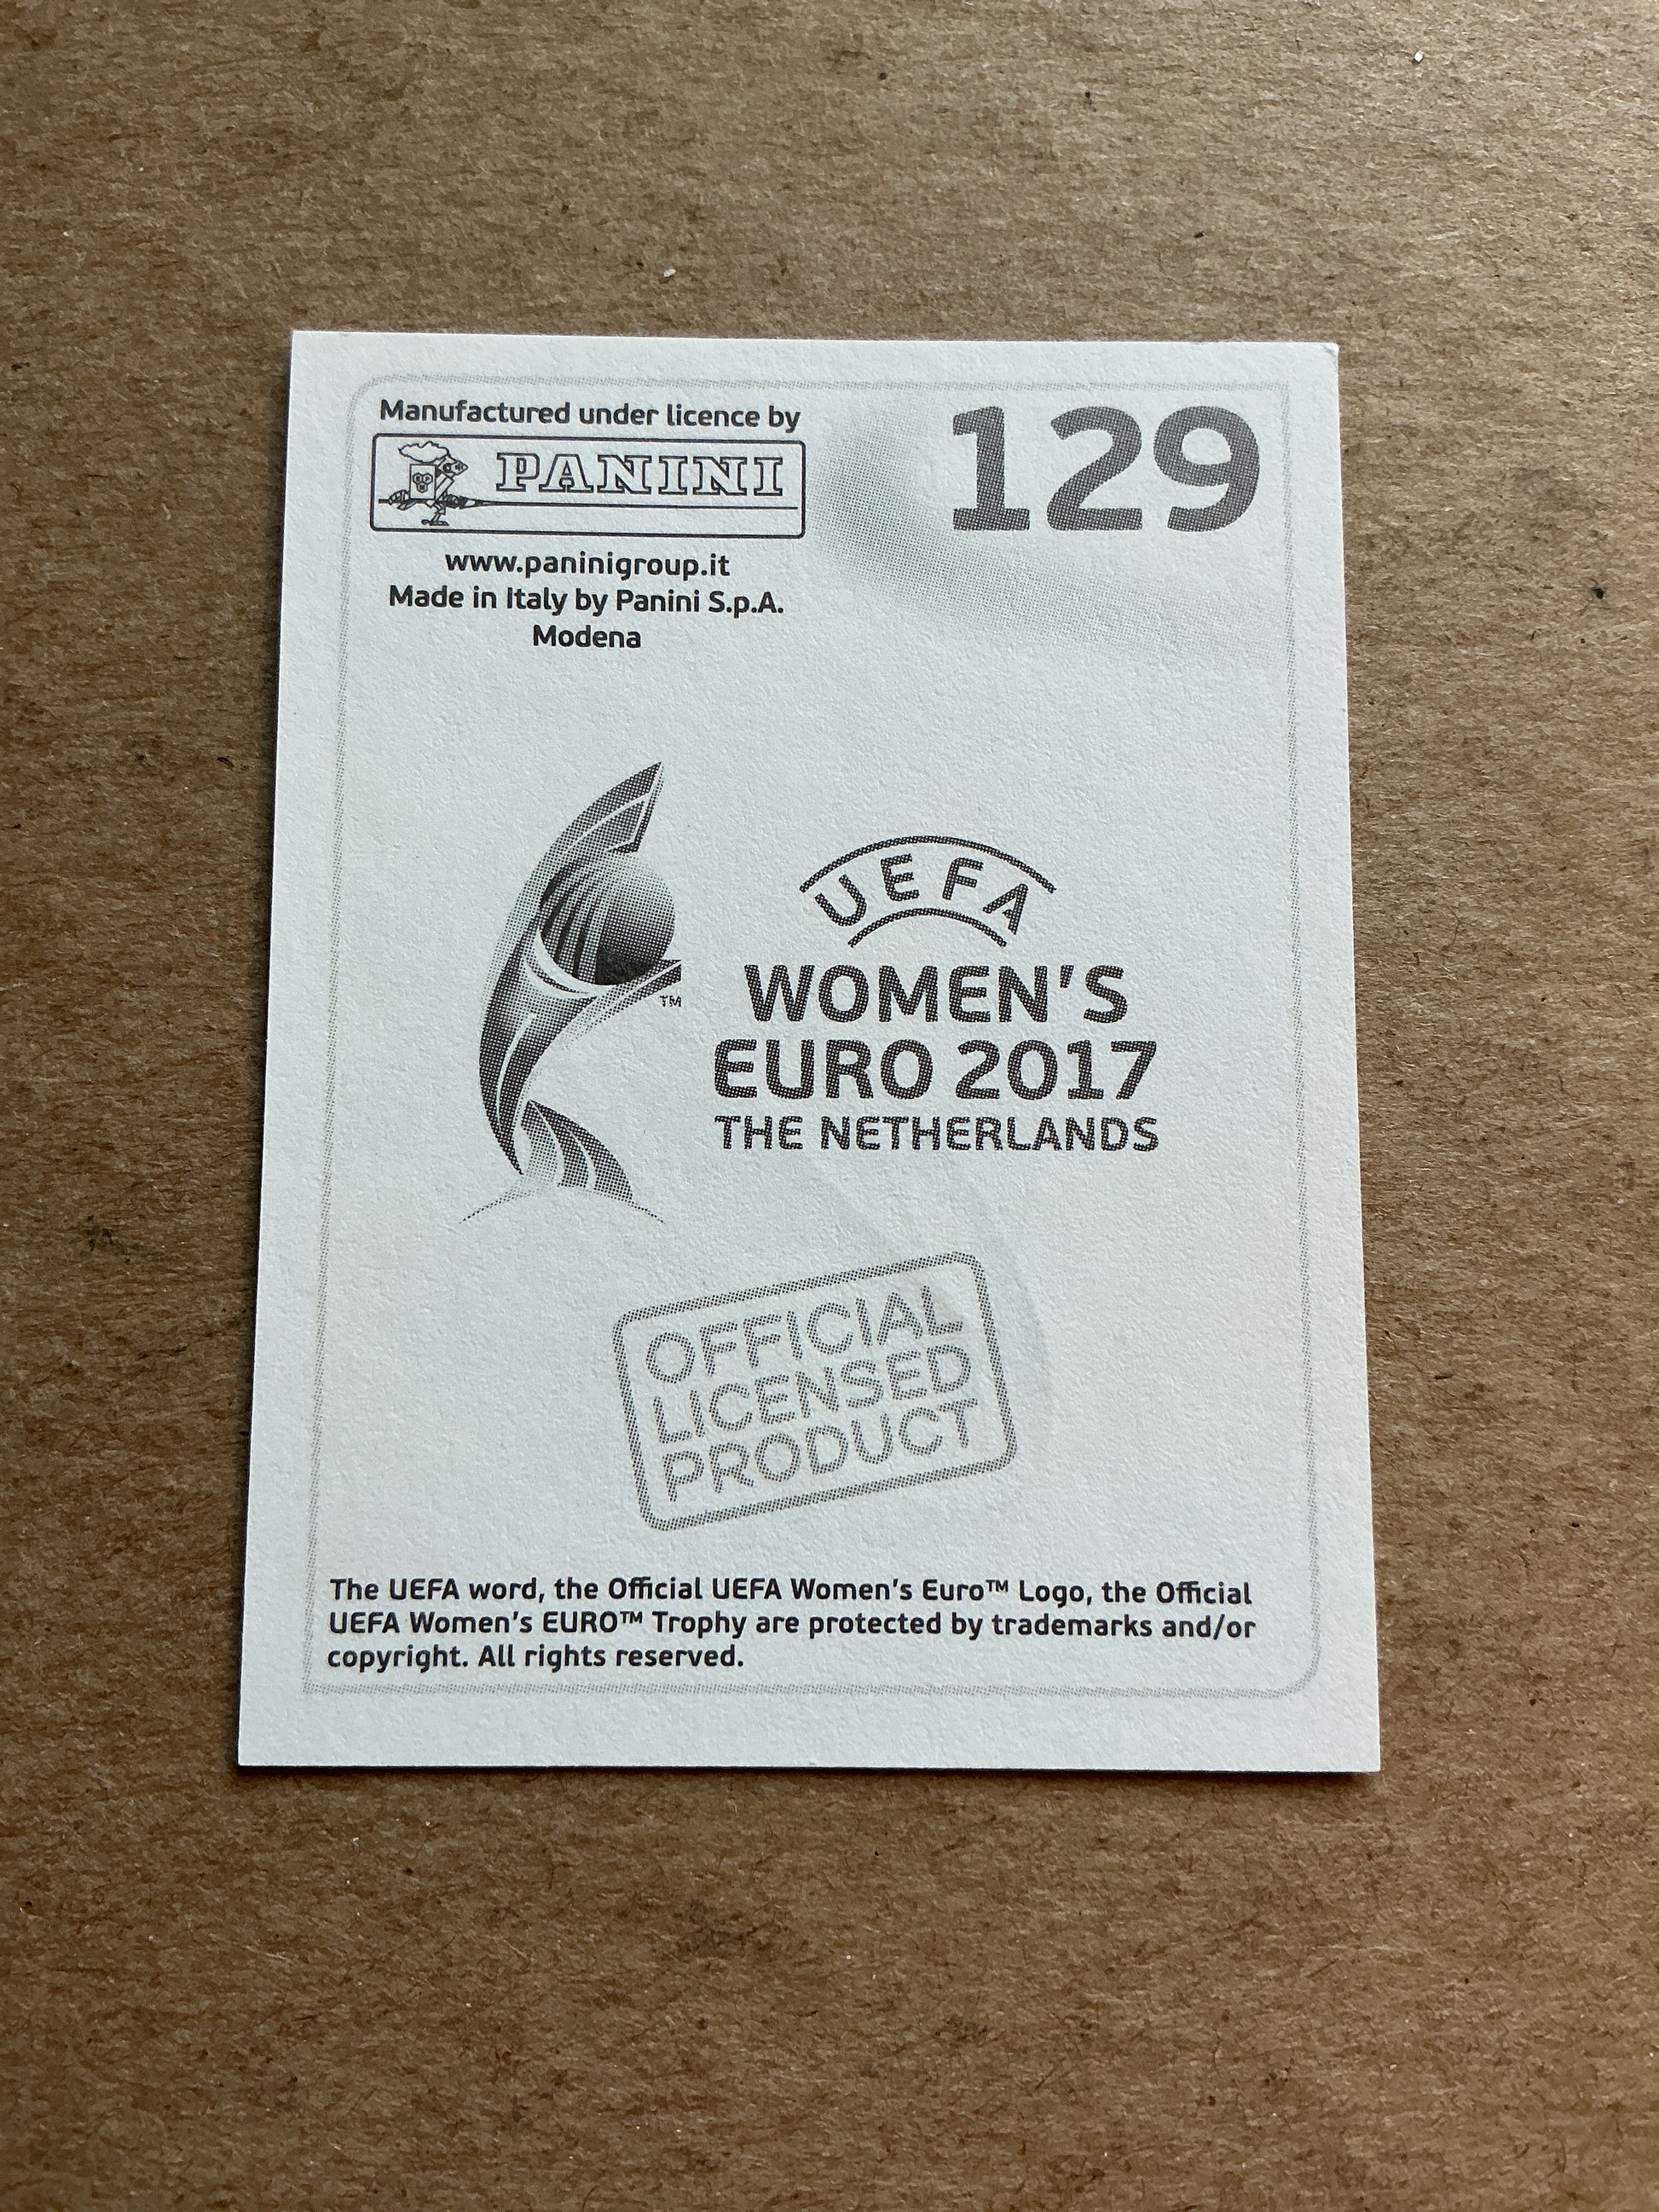 Manufactured under licence by
PANINI
www.paninigroup.it
Made in Italy by Panini S.p.A.
Modena
129
UEFA
WOMEN'S
EURO 2017
THE NETHERLANDS
TM
OFFICIAL
LICENSED
PRODUCT
The UEFA word, the Official UEFA Women's Euro™ Logo, the Official
UEFA Women's EURO™ Trophy are protected by trademarks and/or
copyright. All rights reserved.